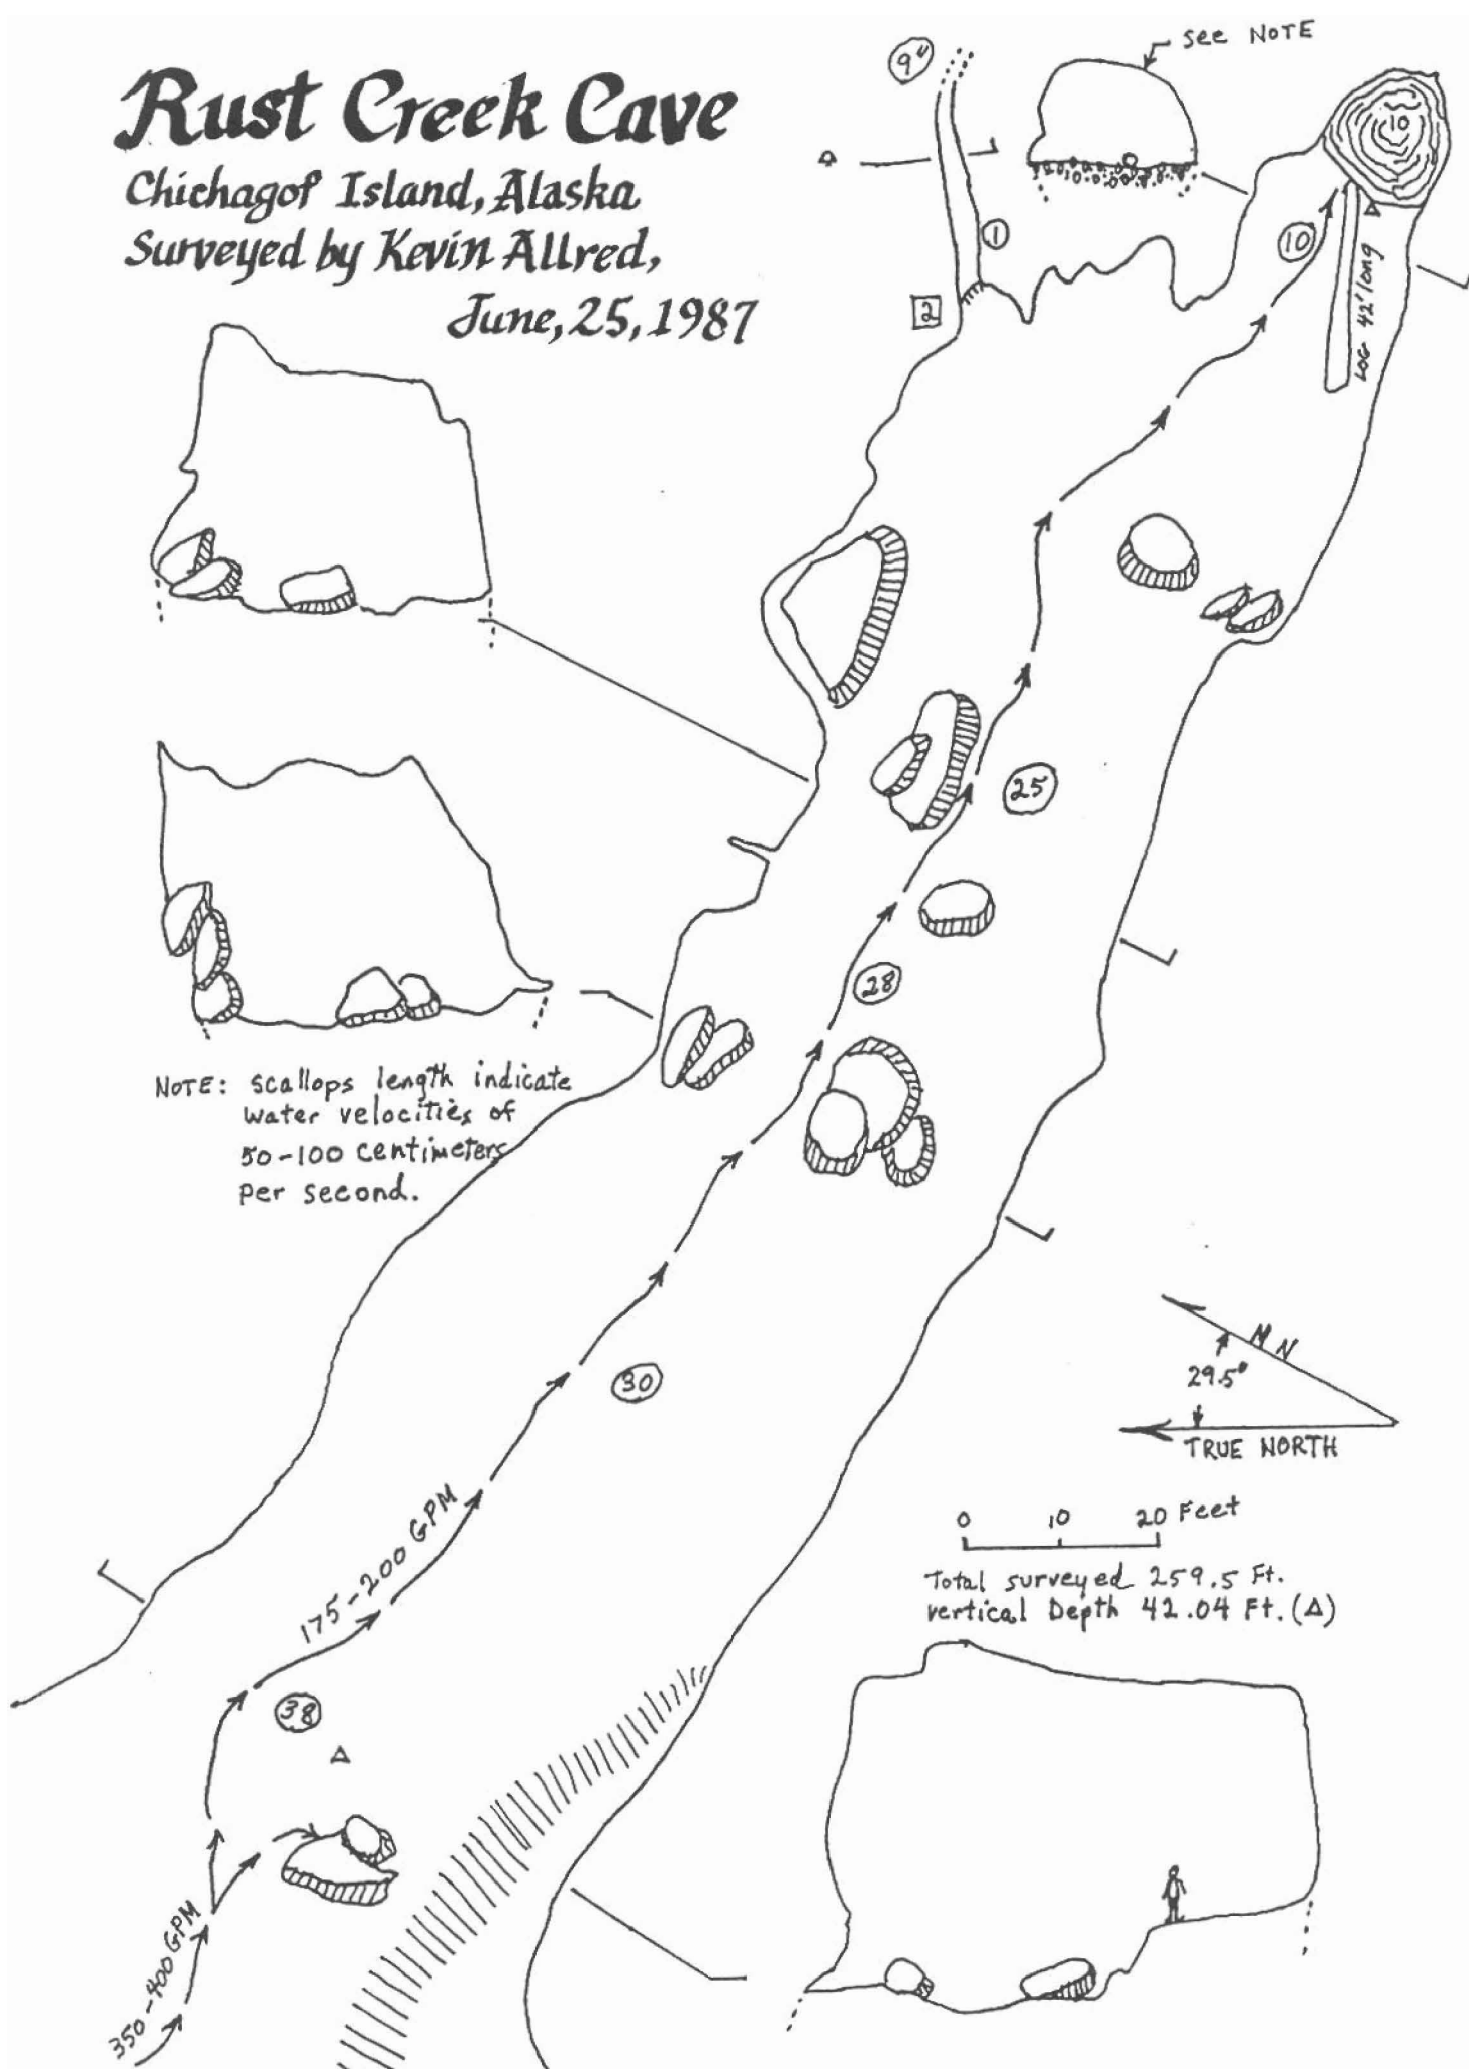 Rust Creek Cave
Chichagof Island, Alaska
Surveyed by Kevin Allred,
June, 25, 1987
9"
see NOTE
10
1
10
2
LOG 42' long
25
28
NOTE: scallops length indicate
water velocities of
50-100 centimeters
per second.
30
MN
29.5°
TRUE NORTH
175-200 GPM
0 10 20 Feet
Total surveyed 259.5 Ft.
vertical Depth 42.04 Ft. (Δ)
38
350-400 GPM